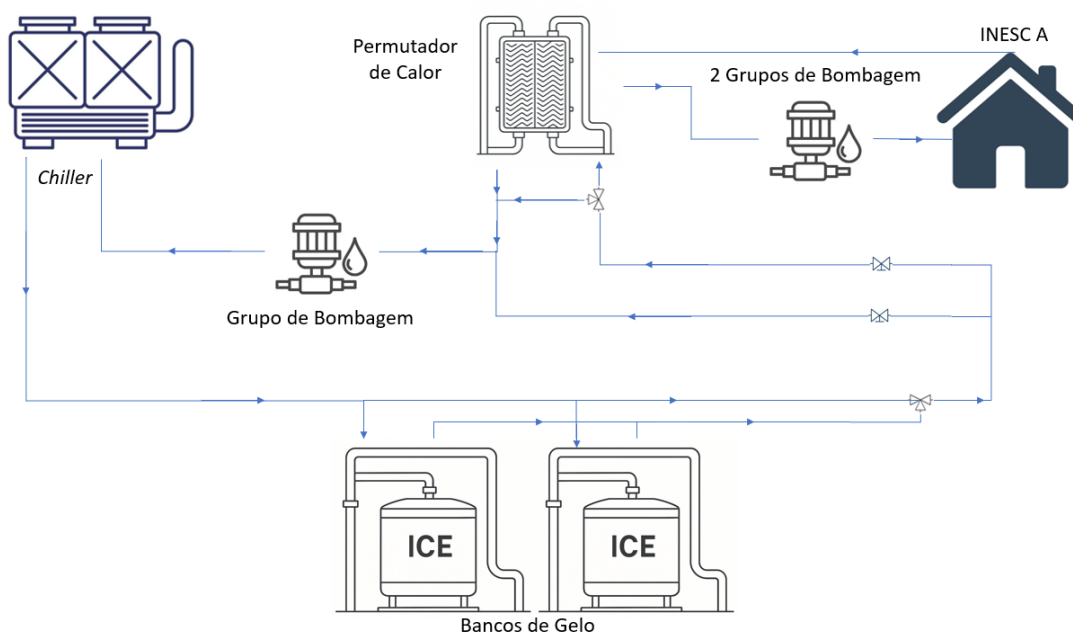 Permutador
de Calor
INESC A
2 Grupos de Bombagem
Chiller
Grupo de Bombagem
ICE
ICE
Bancos de Gelo